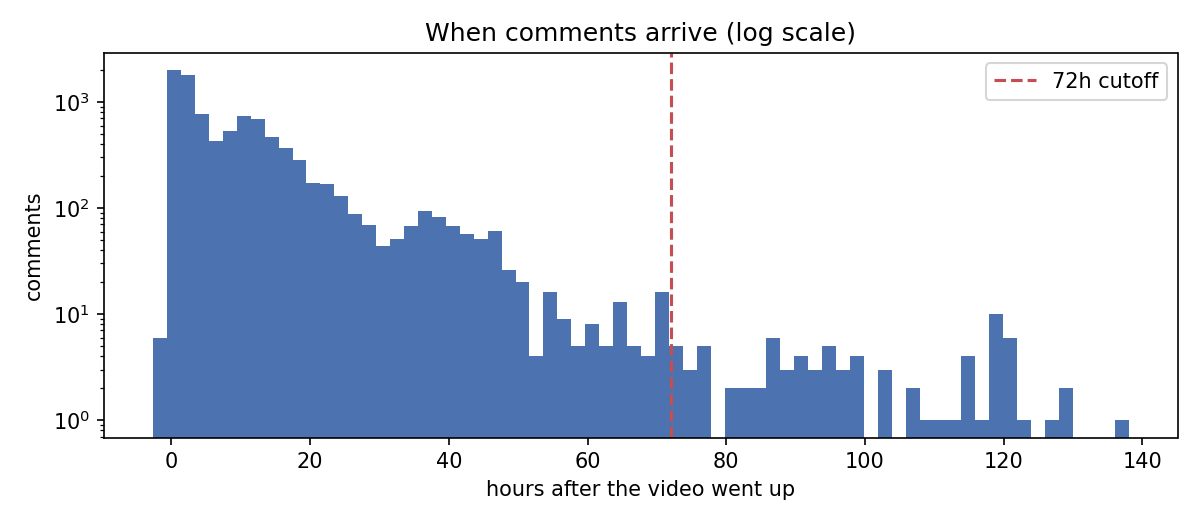 When comments arrive (log scale)
72h cutoff
comments
10³
10²
10¹
10⁰
0 20 40 60 80 100 120 140
hours after the video went up